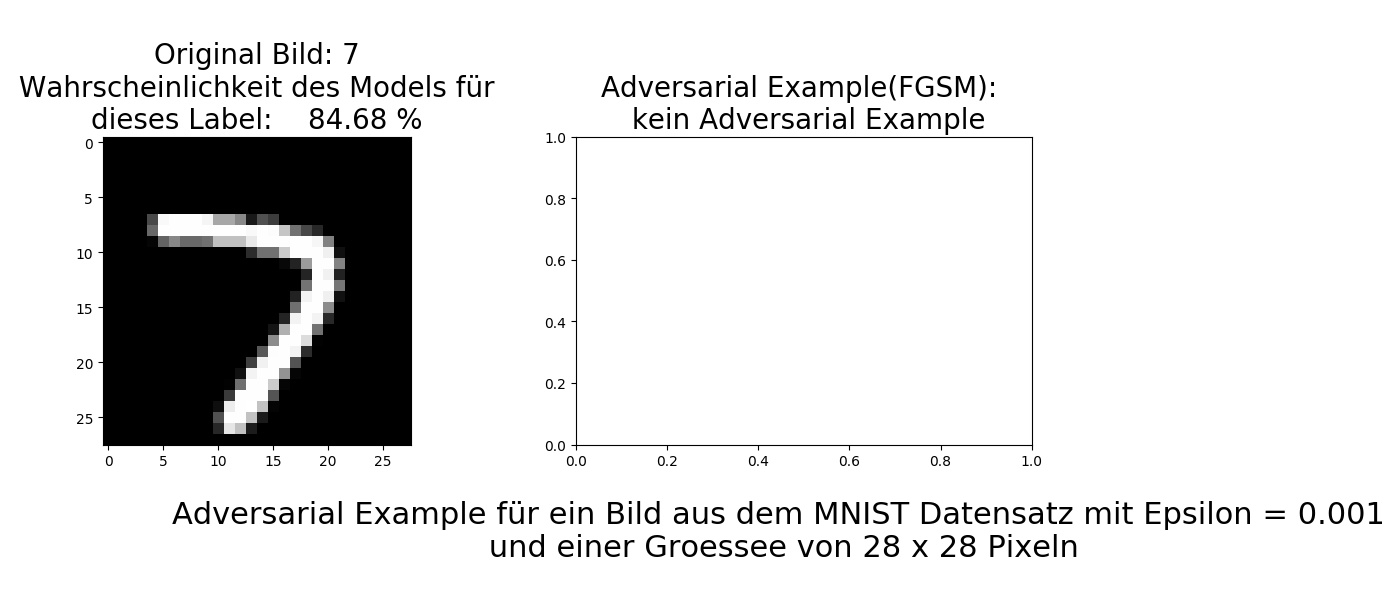 Original Bild: 7
Wahrscheinlichkeit des Models für
dieses Label: 84.68 %
Adversarial Example(FGSM):
kein Adversarial Example
0
5
10
15
20
25
0 5 10 15 20 25
1.0
0.8
0.6
0.4
0.2
0.0
0.0 0.2 0.4 0.6 0.8 1.0
Adversarial Example für ein Bild aus dem MNIST Datensatz mit Epsilon = 0.001
und einer Groessee von 28 x 28 Pixeln